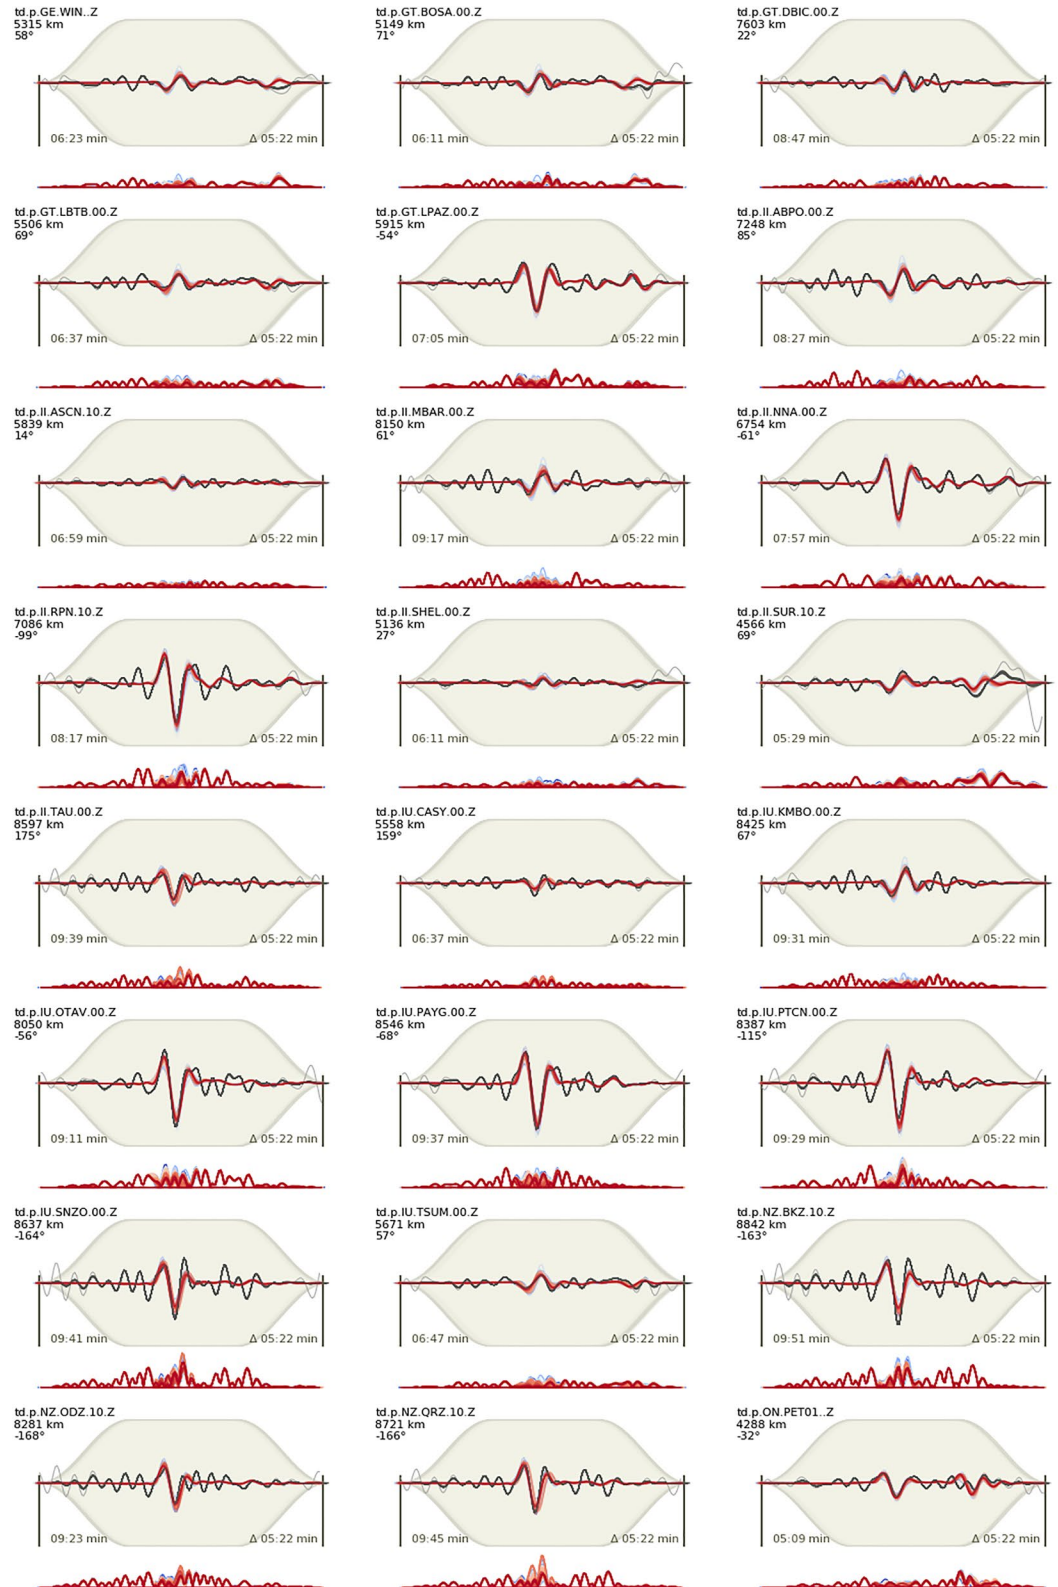 td.p.GE.WIN..Z
5315 km
58°
06:23 min
Δ 05:22 min
td.p.GT.BOSA.00.Z
5149 km
71°
06:11 min
Δ 05:22 min
td.p.GT.DBIC.00.Z
7603 km
22°
08:47 min
Δ 05:22 min
td.p.GT.LBTB.00.Z
5506 km
69°
06:37 min
Δ 05:22 min
td.p.GT.LPAZ.00.Z
5915 km
-54°
07:05 min
Δ 05:22 min
td.p.II.ABPO.00.Z
7248 km
85°
08:27 min
Δ 05:22 min
td.p.II.ASCN.10.Z
5839 km
14°
06:59 min
Δ 05:22 min
td.p.II.MBAR.00.Z
8150 km
61°
09:17 min
Δ 05:22 min
td.p.II.NNA.00.Z
6754 km
-61°
07:57 min
Δ 05:22 min
td.p.II.RPN.10.Z
7086 km
-99°
08:17 min
Δ 05:22 min
td.p.II.SHEL.00.Z
5136 km
27°
06:11 min
Δ 05:22 min
td.p.II.SUR.10.Z
4566 km
69°
05:29 min
Δ 05:22 min
td.p.II.TAU.00.Z
8597 km
175°
09:39 min
Δ 05:22 min
td.p.IU.CASY.00.Z
5558 km
159°
06:37 min
Δ 05:22 min
td.p.IU.KMBO.00.Z
8425 km
67°
09:31 min
Δ 05:22 min
td.p.IU.OTAV.00.Z
8050 km
-56°
09:11 min
Δ 05:22 min
td.p.IU.PAYG.00.Z
8546 km
-68°
09:37 min
Δ 05:22 min
td.p.IU.PTCN.00.Z
8387 km
-115°
09:29 min
Δ 05:22 min
td.p.IU.SNZO.00.Z
8637 km
-164°
09:41 min
Δ 05:22 min
td.p.IU.TSUM.00.Z
5671 km
57°
06:47 min
Δ 05:22 min
td.p.NZ.BKZ.10.Z
8842 km
-163°
09:51 min
Δ 05:22 min
td.p.NZ.ODZ.10.Z
8281 km
-168°
09:23 min
Δ 05:22 min
td.p.NZ.QRZ.10.Z
8721 km
-166°
09:45 min
Δ 05:22 min
td.p.ON.PET01..Z
4288 km
-32°
05:09 min
Δ 05:22 min